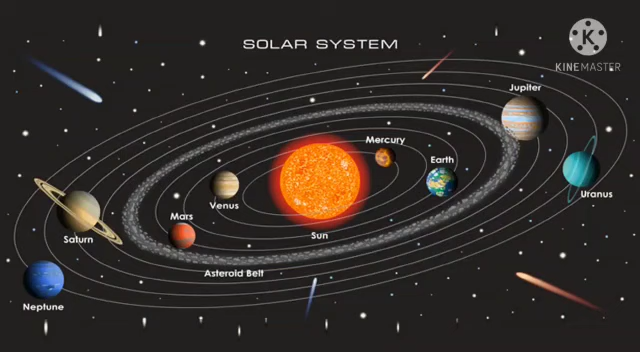 SOLAR SYSTEM
KINEMASTER
Jupiter
Mercury
Earth
Uranus
Venus
Mars
Sun
Saturn
Asteroid Belt
Neptune